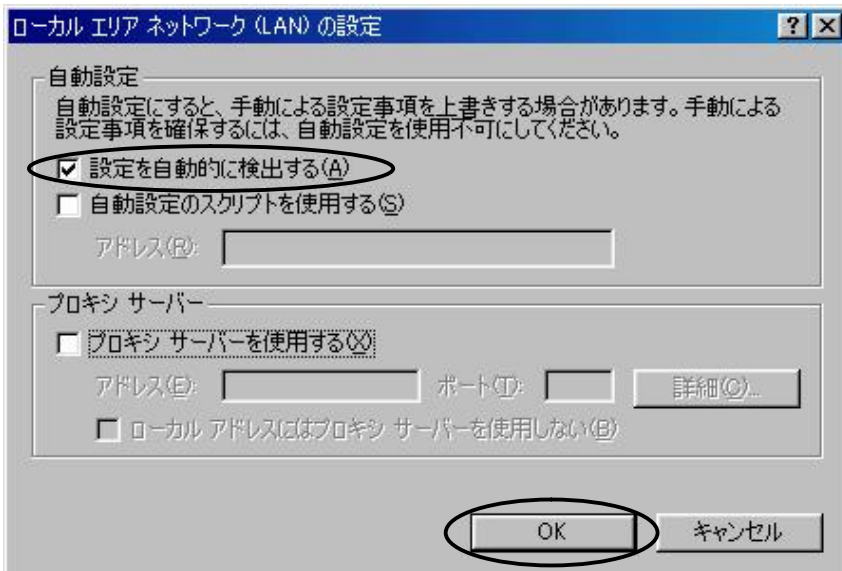 ローカル エリア ネットワーク (LAN) の設定
自動設定
自動設定にすると、手動による設定事項を上書きする場合があります。手動による
設定事項を確保するには、自動設定を使用不可にしてください。
設定を自動的に検出する(A)
自動設定のスクリプトを使用する(S)
アドレス(R):
プロキシ サーバー
プロキシ サーバーを使用する(X)
アドレス(E): ポート(T): 詳細(C)...
ローカル アドレスにはプロキシ サーバーを使用しない(B)
OK キャンセル